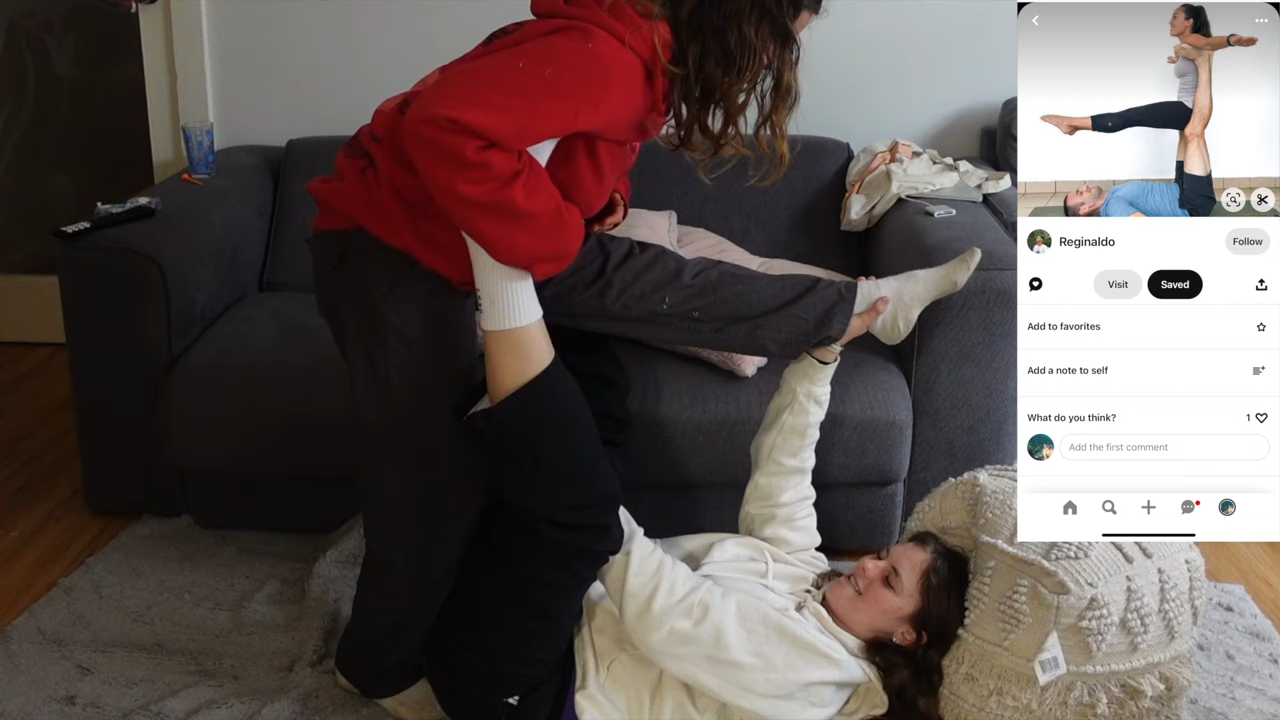 Reginaldo
Follow
Visit
Saved
Add to favorites
Add a note to self
What do you think?
1
Add the first comment